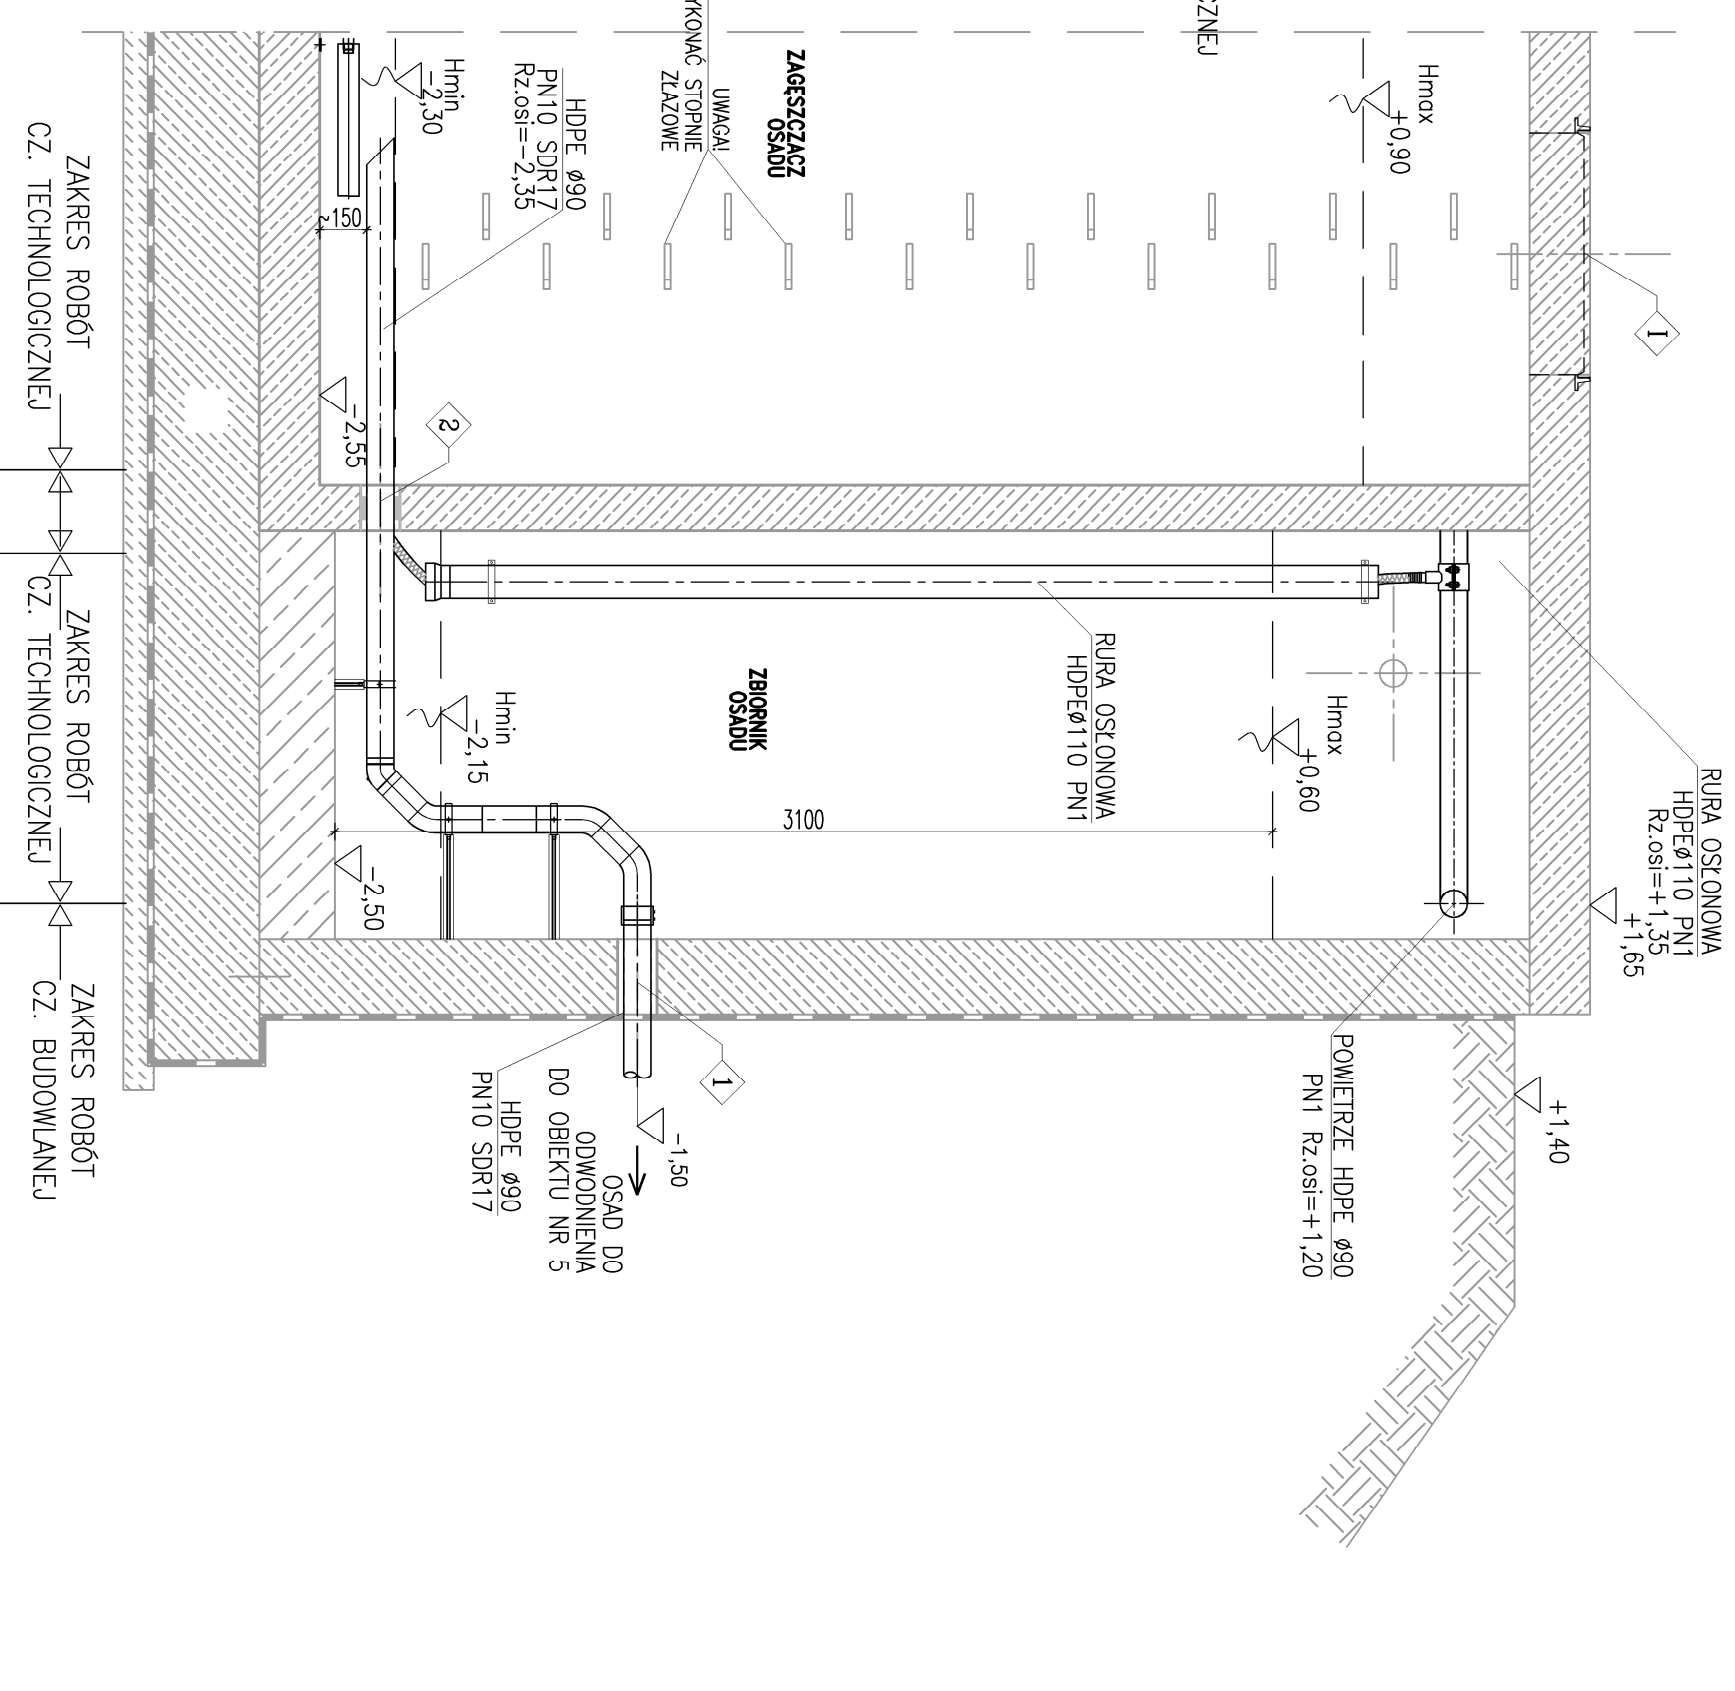 RURA OSŁONOWA
HDPEØ110 PN1
Rz.osi=+1,35
+1,65
I
+1,40
Hmax
+0,90
Hmax
+0,60
POWIETRZE HDPE Ø90
PN1 Rz.osi=+1,20
CZNEJ
RURA OSŁONOWA
HDPEØ110 PN1
ZAGĘSZCZACZ
OSADU
ZBIORNIK
OSADU
3100
UWAGA!
YKONAĆ STOPNIE
ZŁAZOWE
1
-1,50
OSAD DO
ODWODNIENIA
DO OBIEKTU NR 5
HDPE Ø90
PN10 SDR17
HDPE Ø90
PN10 SDR17
Rz.osi=-2,35
Hmin
-2,30
Hmin
-2,15
2
~150
-2,55
-2,50
ZAKRES ROBÓT
CZ. TECHNOLOGICZNEJ
ZAKRES ROBÓT
CZ. TECHNOLOGICZNEJ
ZAKRES ROBÓT
CZ. BUDOWLANEJ